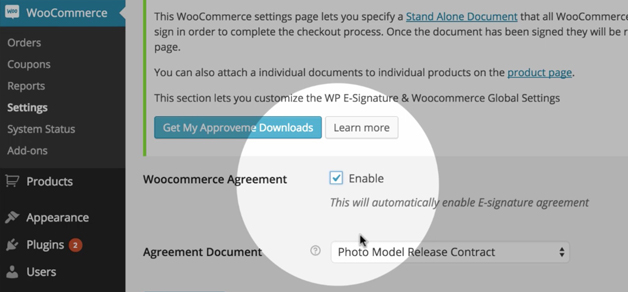 WooCommerce
Orders
Coupons
Reports
Settings
System Status
Add-ons
Products
Appearance
Plugins 2
Users
This WooCommerce settings page lets you specify a Stand Alone Document that all WooCommerce
sign in order to complete the checkout process. Once the document has been signed they will be r
page.
You can also attach a individual documents to individual products on the product page.
This section lets you customize the WP E-Signature & Woocommerce Global Settings
Get My Approveme Downloads
Learn more
Woocommerce Agreement
Enable
This will automatically enable E-signature agreement
Agreement Document
?
Photo Model Release Contract